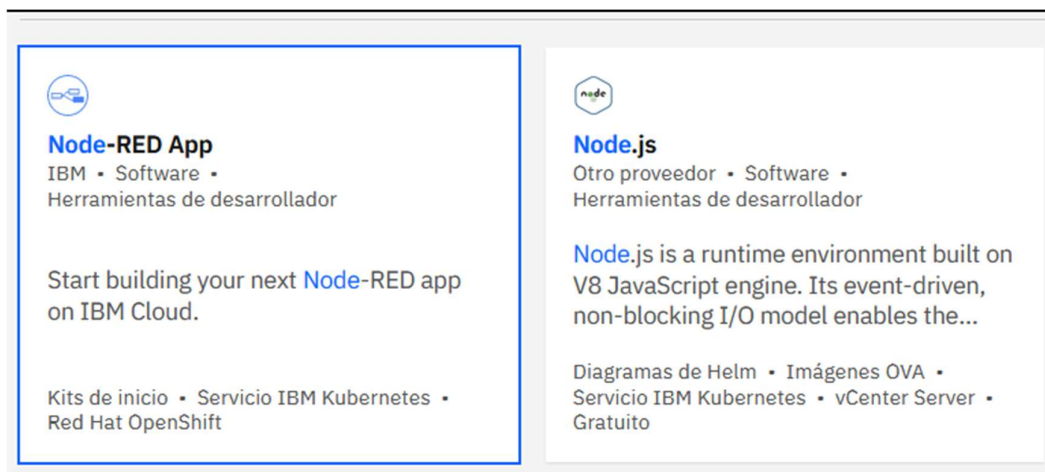 Node-RED App
IBM • Software •
Herramientas de desarrollador
Start building your next Node-RED app
on IBM Cloud.
Kits de inicio • Servicio IBM Kubernetes •
Red Hat OpenShift
node
Node.js
Otro proveedor • Software •
Herramientas de desarrollador
Node.js is a runtime environment built on
V8 JavaScript engine. Its event-driven,
non-blocking I/O model enables the...
Diagramas de Helm • Imágenes OVA •
Servicio IBM Kubernetes • vCenter Server •
Gratuito